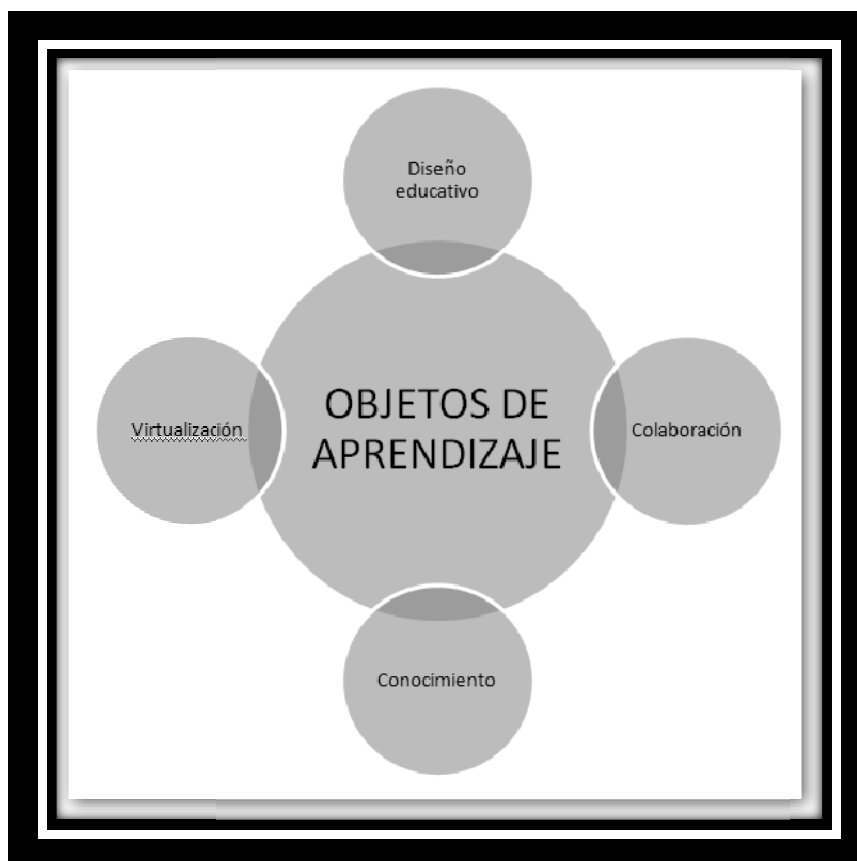 Diseño
educativo
OBJETOS DE
APRENDIZAJE
Virtualización
Colaboración
Conocimiento